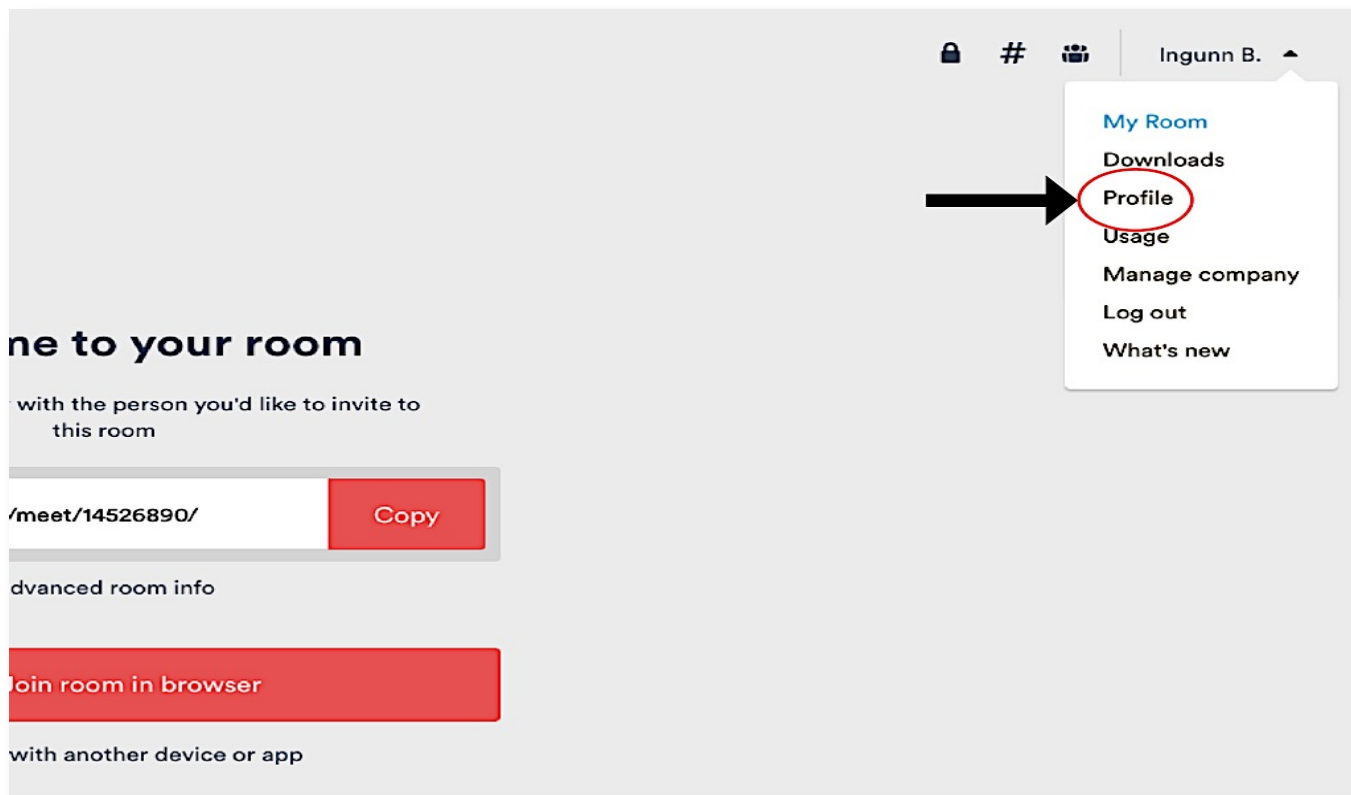 # Ingunn B.
My Room
Downloads
Profile
Usage
Manage company
Log out
What's new
me to your room
with the person you'd like to invite to
this room
/meet/14526890/ Copy
dvanced room info
Join room in browser
with another device or app